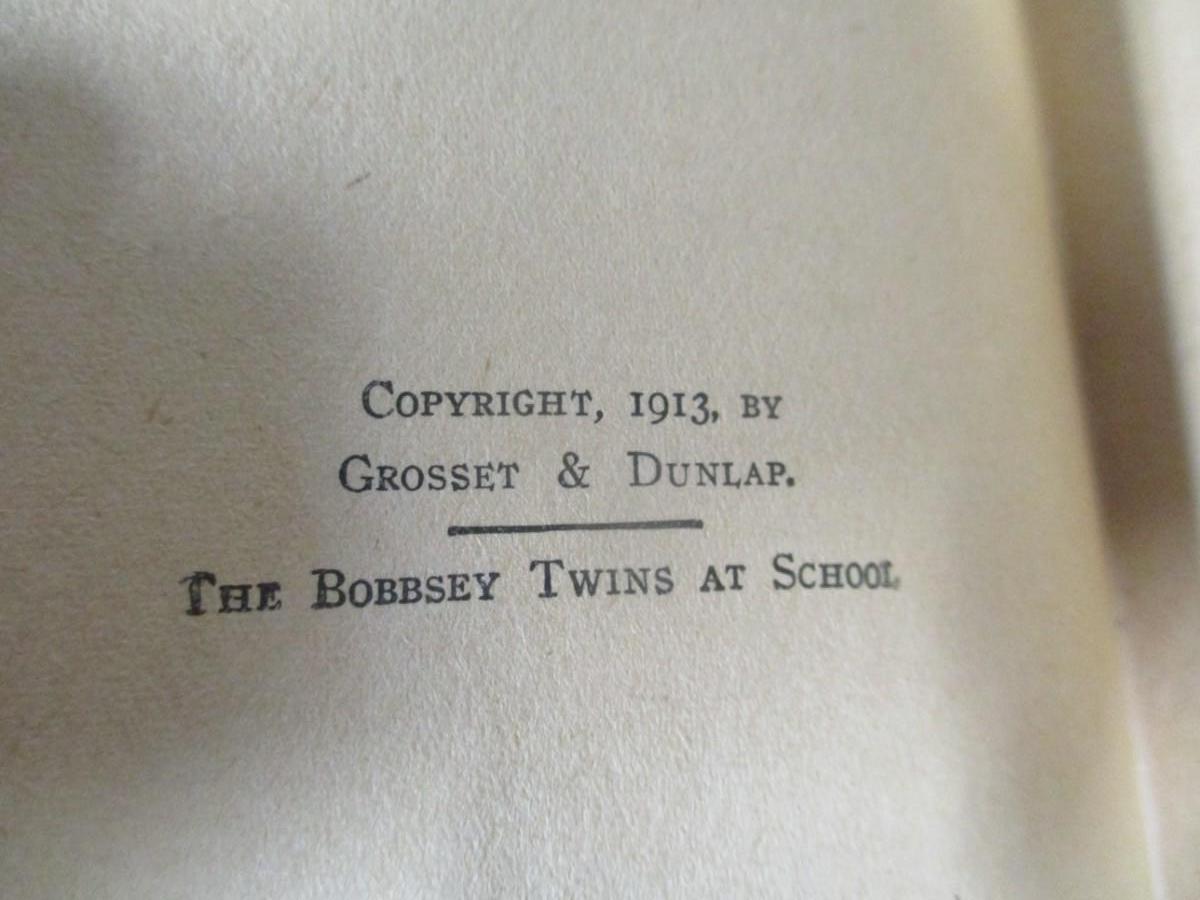 Copyright, 1913, by
Grosset & Dunlap.
The Bobbsey Twins at School